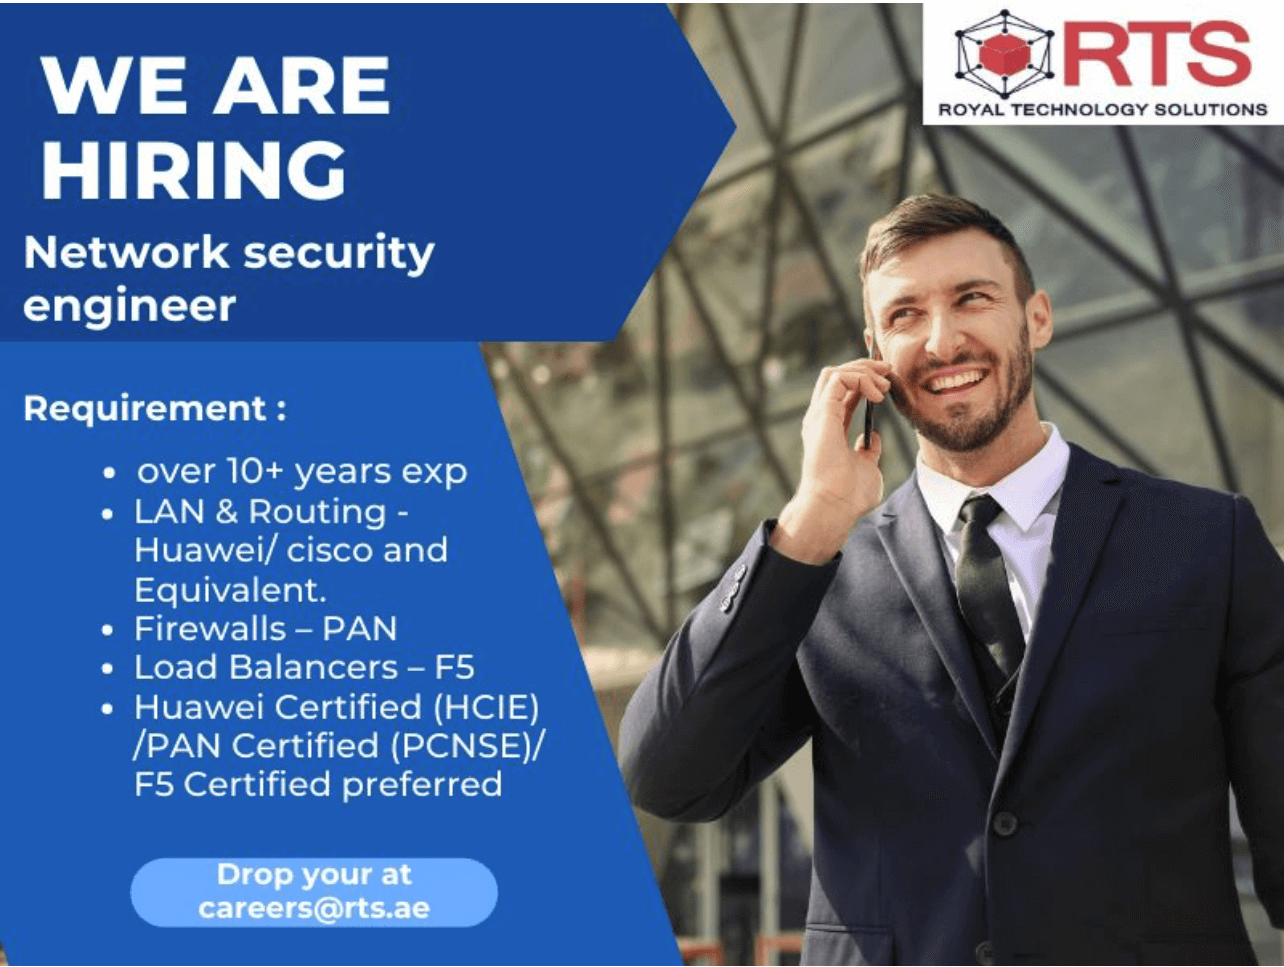 WE ARE
HIRING
Network security
engineer
RTS
ROYAL TECHNOLOGY SOLUTIONS
Requirement :
• over 10+ years exp
• LAN & Routing -
Huawei/ cisco and
Equivalent.
• Firewalls – PAN
• Load Balancers – F5
• Huawei Certified (HCIE)
/PAN Certified (PCNSE)/
F5 Certified preferred
Drop your at
careers@rts.ae